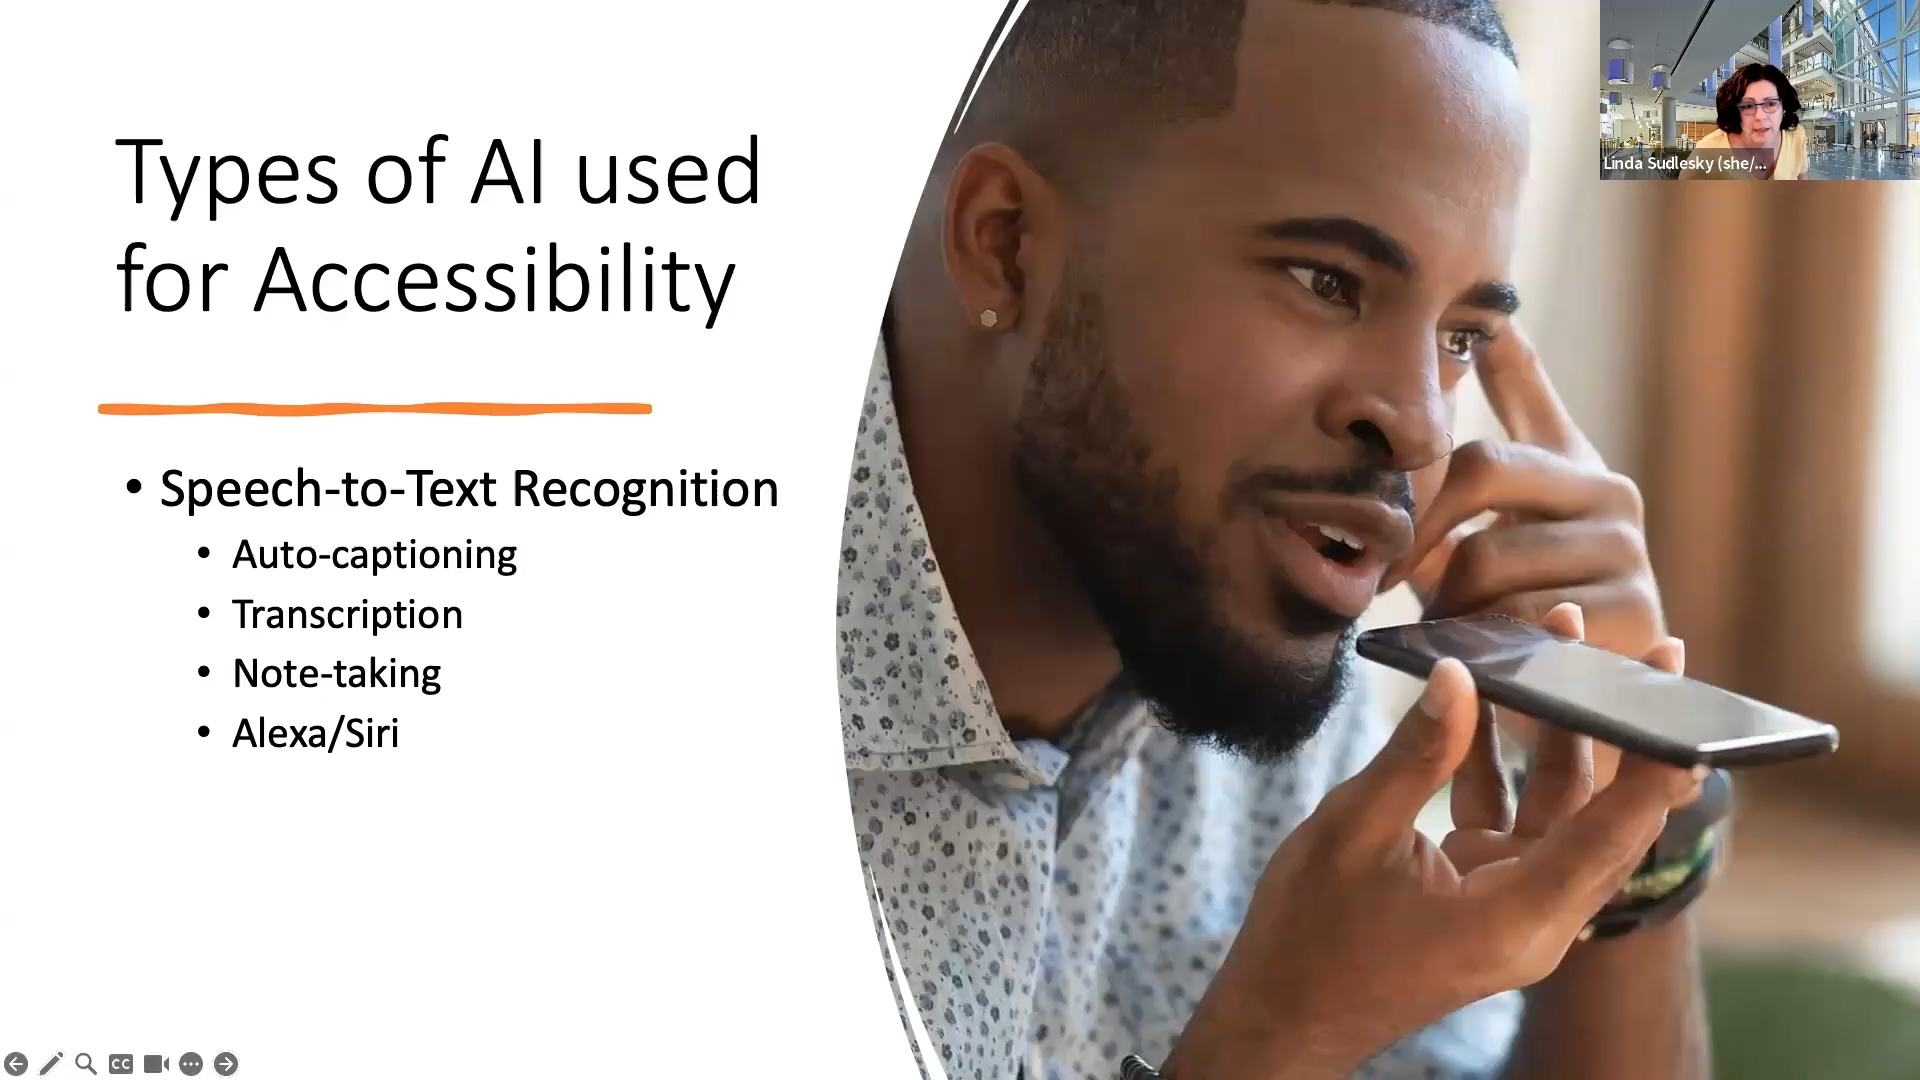 Types of AI used
for Accessibility
• Speech-to-Text Recognition
• Auto-captioning
• Transcription
• Note-taking
• Alexa/Siri
Linda Sudlesky (she/...
CC